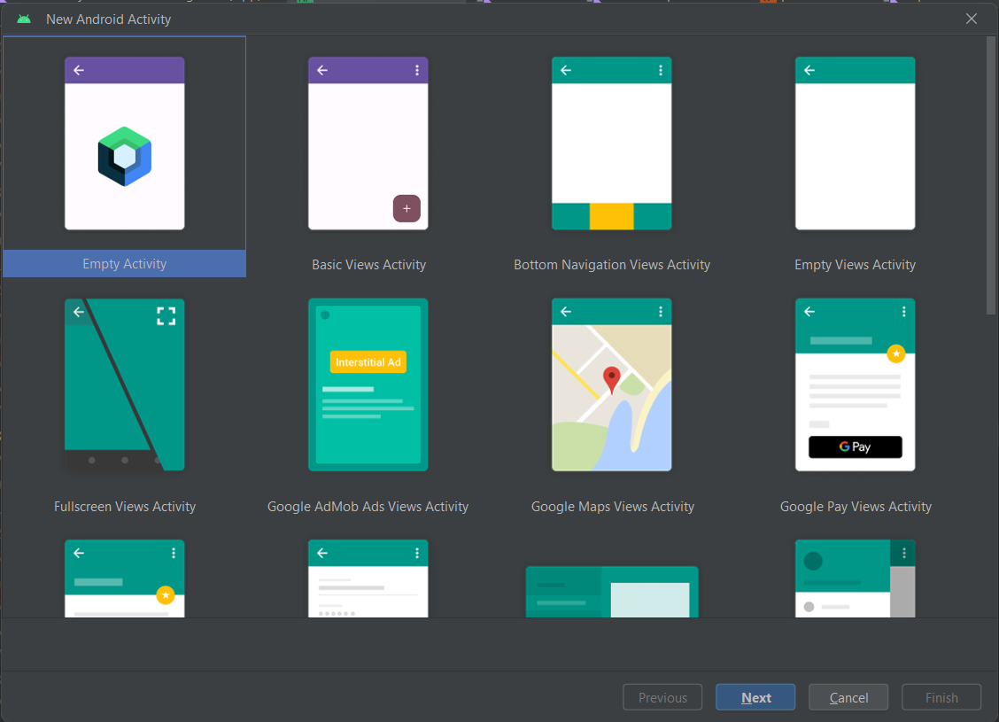 New Android Activity
Empty Activity
Basic Views Activity
Bottom Navigation Views Activity
Empty Views Activity
Interstitial Ad
G Pay
Fullscreen Views Activity
Google AdMob Ads Views Activity
Google Maps Views Activity
Google Pay Views Activity
Previous
Next
Cancel
Finish